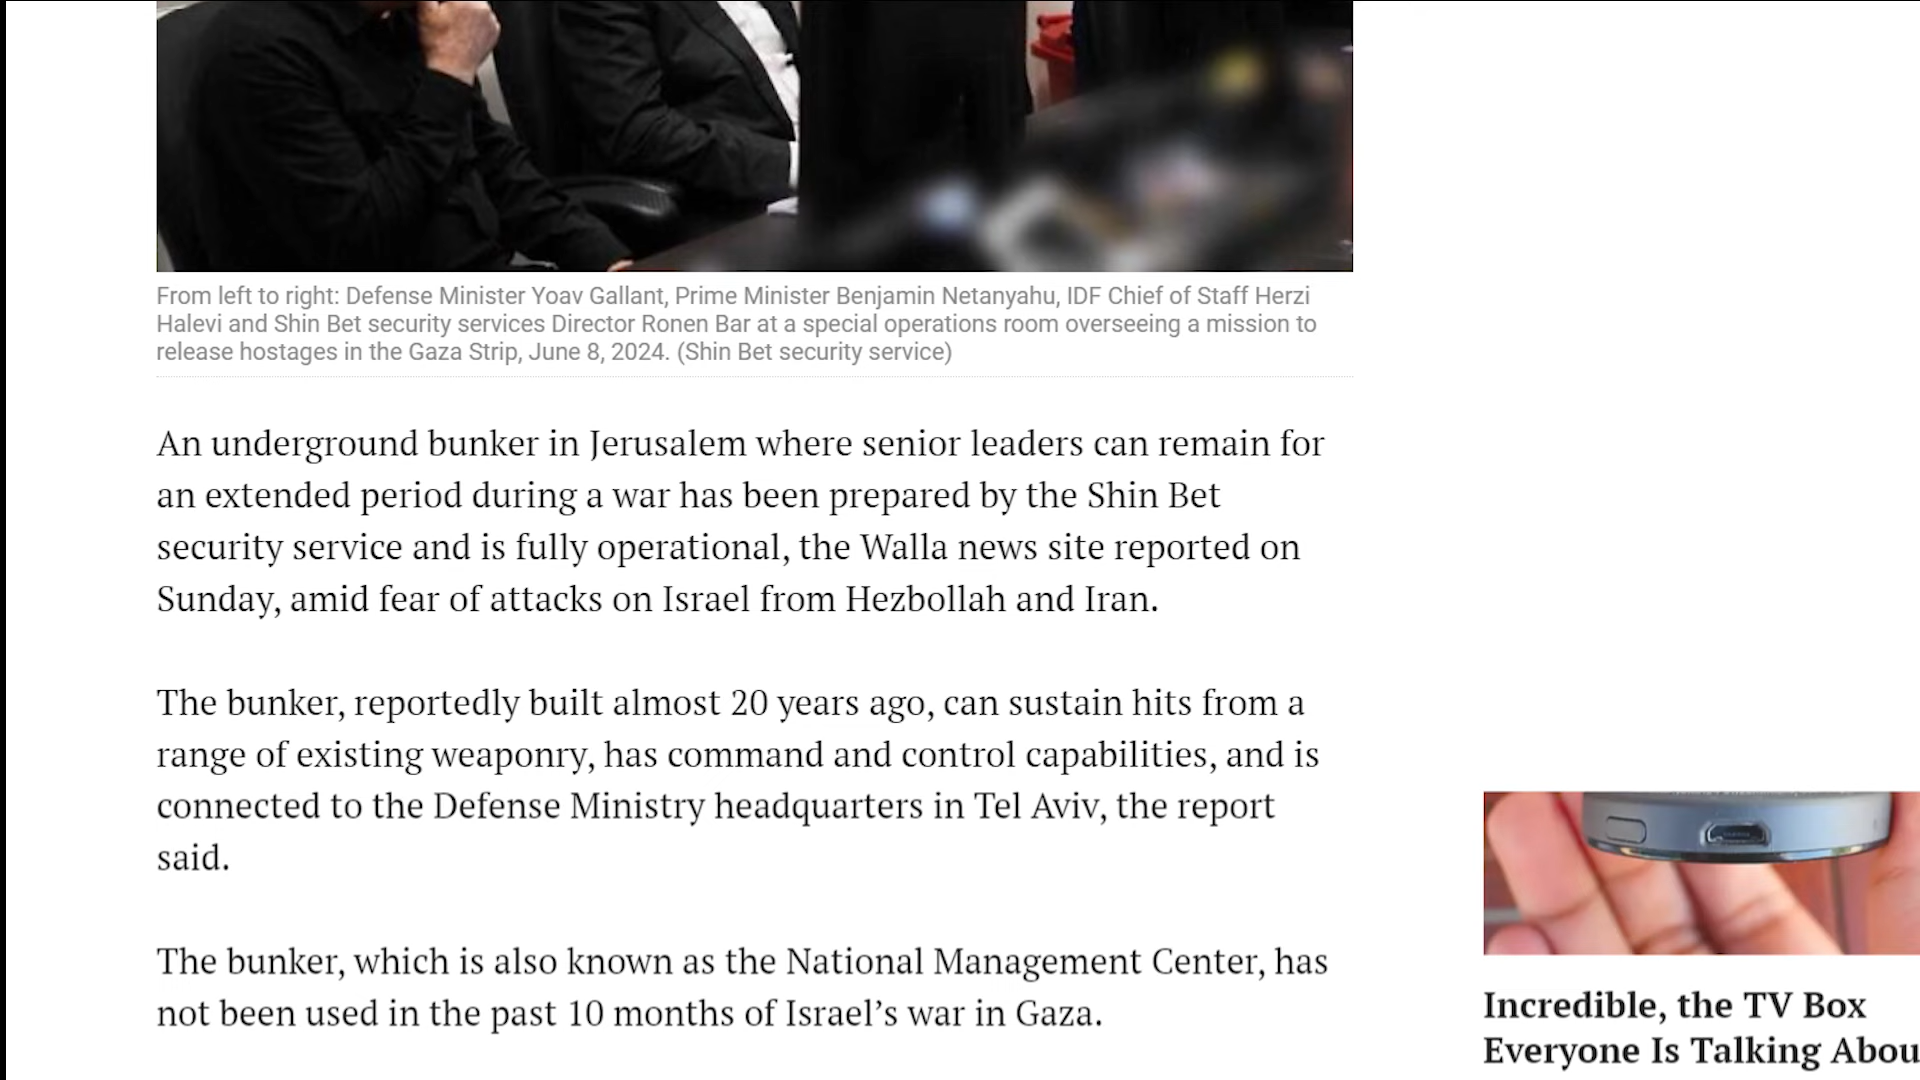 From left to right: Defense Minister Yoav Gallant, Prime Minister Benjamin Netanyahu, IDF Chief of Staff Herzi
Halevi and Shin Bet security services Director Ronen Bar at a special operations room overseeing a mission to
release hostages in the Gaza Strip, June 8, 2024. (Shin Bet security service)
An underground bunker in Jerusalem where senior leaders can remain for
an extended period during a war has been prepared by the Shin Bet
security service and is fully operational, the Walla news site reported on
Sunday, amid fear of attacks on Israel from Hezbollah and Iran.
The bunker, reportedly built almost 20 years ago, can sustain hits from a
range of existing weaponry, has command and control capabilities, and is
connected to the Defense Ministry headquarters in Tel Aviv, the report
said.
The bunker, which is also known as the National Management Center, has
not been used in the past 10 months of Israel’s war in Gaza.
Incredible, the TV Box
Everyone Is Talking Abou